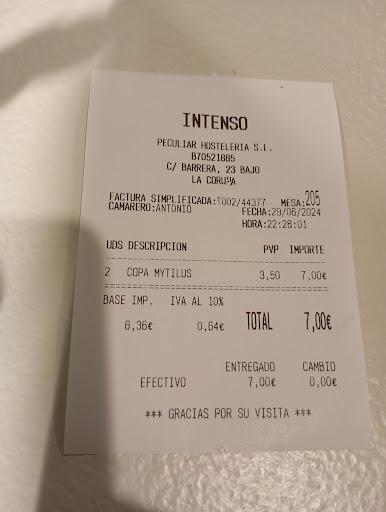 INTENSO
PECULIAR HOSTELERIA S.L.
B70521885
C/ BARRERA, 23 BAJO
LA CORUÑA
FACTURA SIMPLIFICADA:T002/44377 MESA:205
CAMARERO:ANTONIO FECHA:29/06/2024
HORA:22:26:01
UDS DESCRIPCION PVP IMPORTE
2 COPA MYTILUS 3,50 7,00€
BASE IMP. IVA AL 10%
6,36€ 0,64€ TOTAL 7,00€
ENTREGADO CAMBIO
EFECTIVO 7,00€ 0,00€
*** GRACIAS POR SU VISITA ***